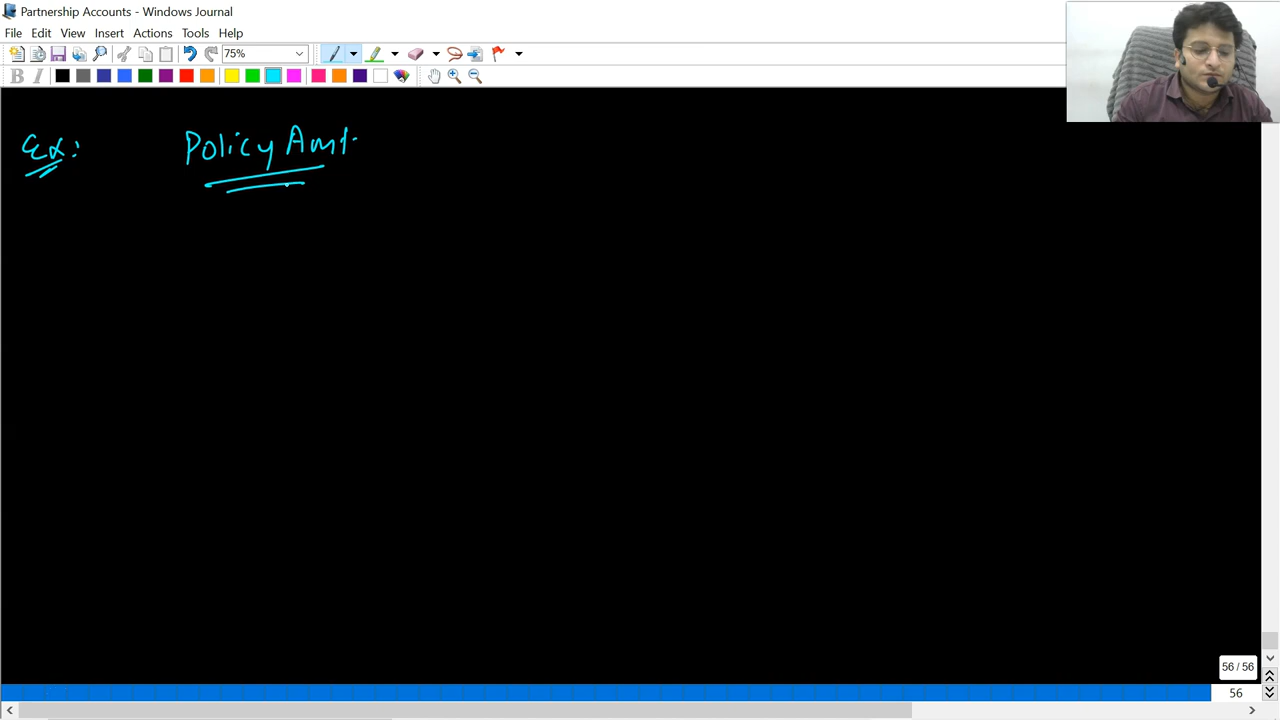 Partnership Accounts - Windows Journal
File Edit View Insert Actions Tools Help
75%
B I
Ex: Policy Amt.
56 / 56
56